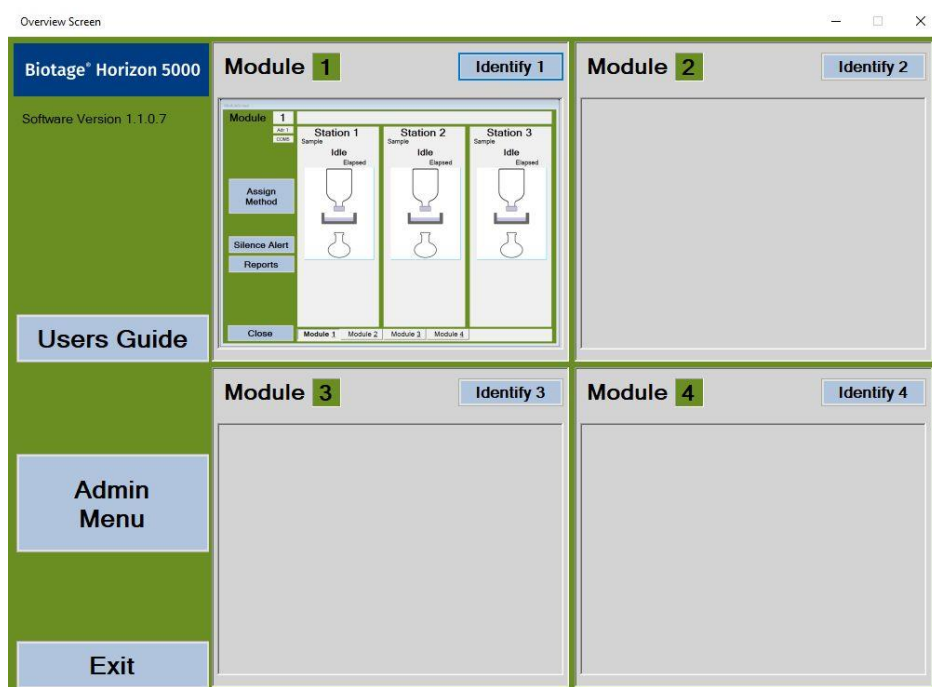 Overview Screen
Biotage® Horizon 5000
Software Version 1.1.0.7
Users Guide
Admin
Menu
Exit
Module 1
Identify 1
Module 1
Adr 1
COM5
Assign
Method
Silence Alert
Reports
Close
Station 1
Sample
Idle
Elapsed
Station 2
Sample
Idle
Elapsed
Station 3
Sample
Idle
Elapsed
Module 1 Module 2 Module 3 Module 4
Module 2
Identify 2
Module 3
Identify 3
Module 4
Identify 4